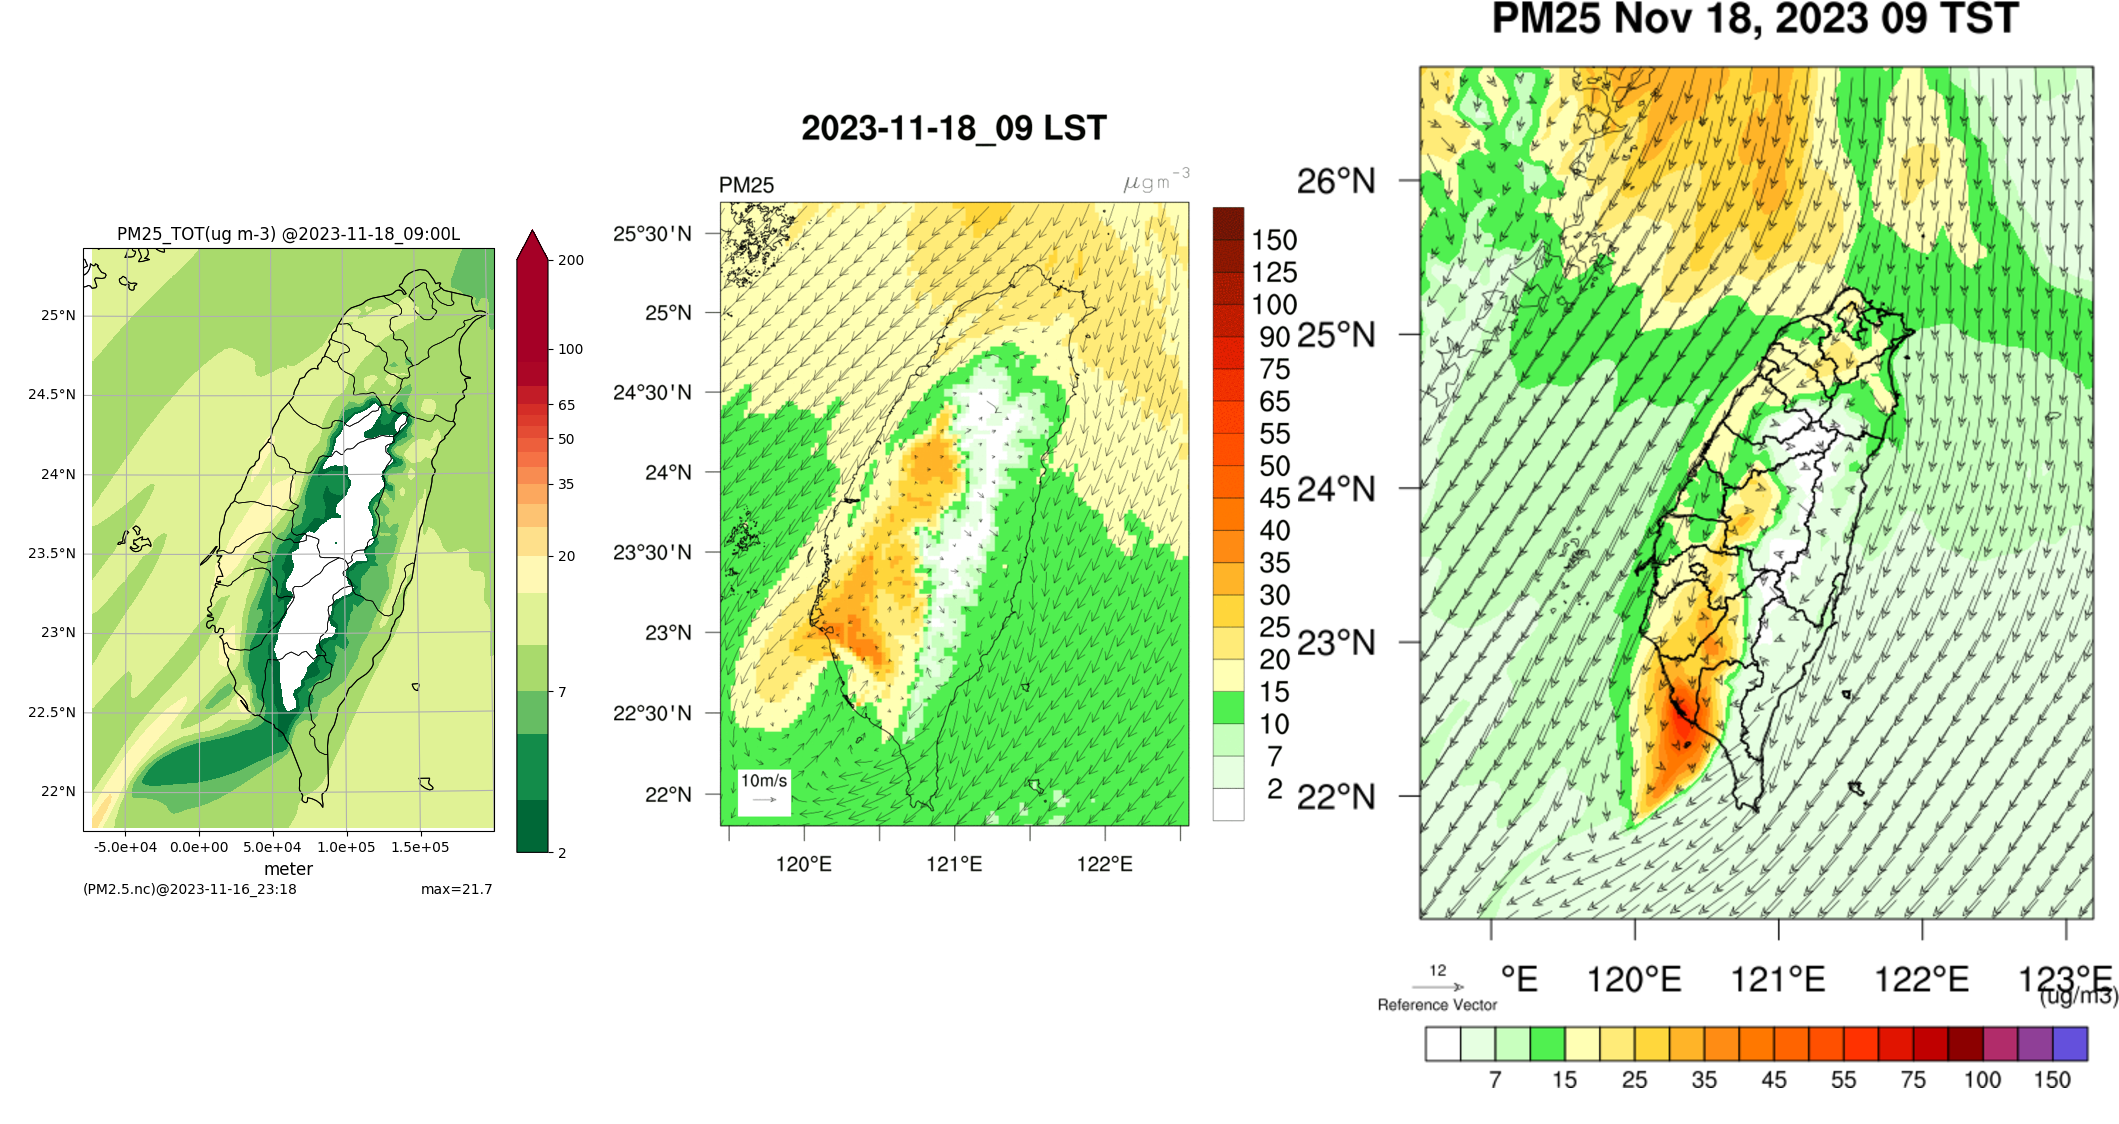 PM25_TOT(ug m-3) @2023-11-18_09:00L
25°N
24.5°N
24°N
23.5°N
23°N
22.5°N
22°N
-5.0e+04 0.0e+00 5.0e+04 1.0e+05 1.5e+05
meter
(PM2.5.nc)@2023-11-16_23:18 max=21.7
200
100
65
50
35
20
7
2
2023-11-18_09 LST
PM25 μgm⁻³
25°30'N
25°N
24°30'N
24°N
23°30'N
23°N
22°30'N
22°N
10m/s
120°E 121°E 122°E
150
125
100
90
75
65
55
50
45
40
35
30
25
20
15
10
7
2
PM25 Nov 18, 2023 09 TST
26°N
25°N
24°N
23°N
22°N
°E 120°E 121°E 122°E 123°E
12
Reference Vector
(ug/m3)
7 15 25 35 45 55 75 100 150